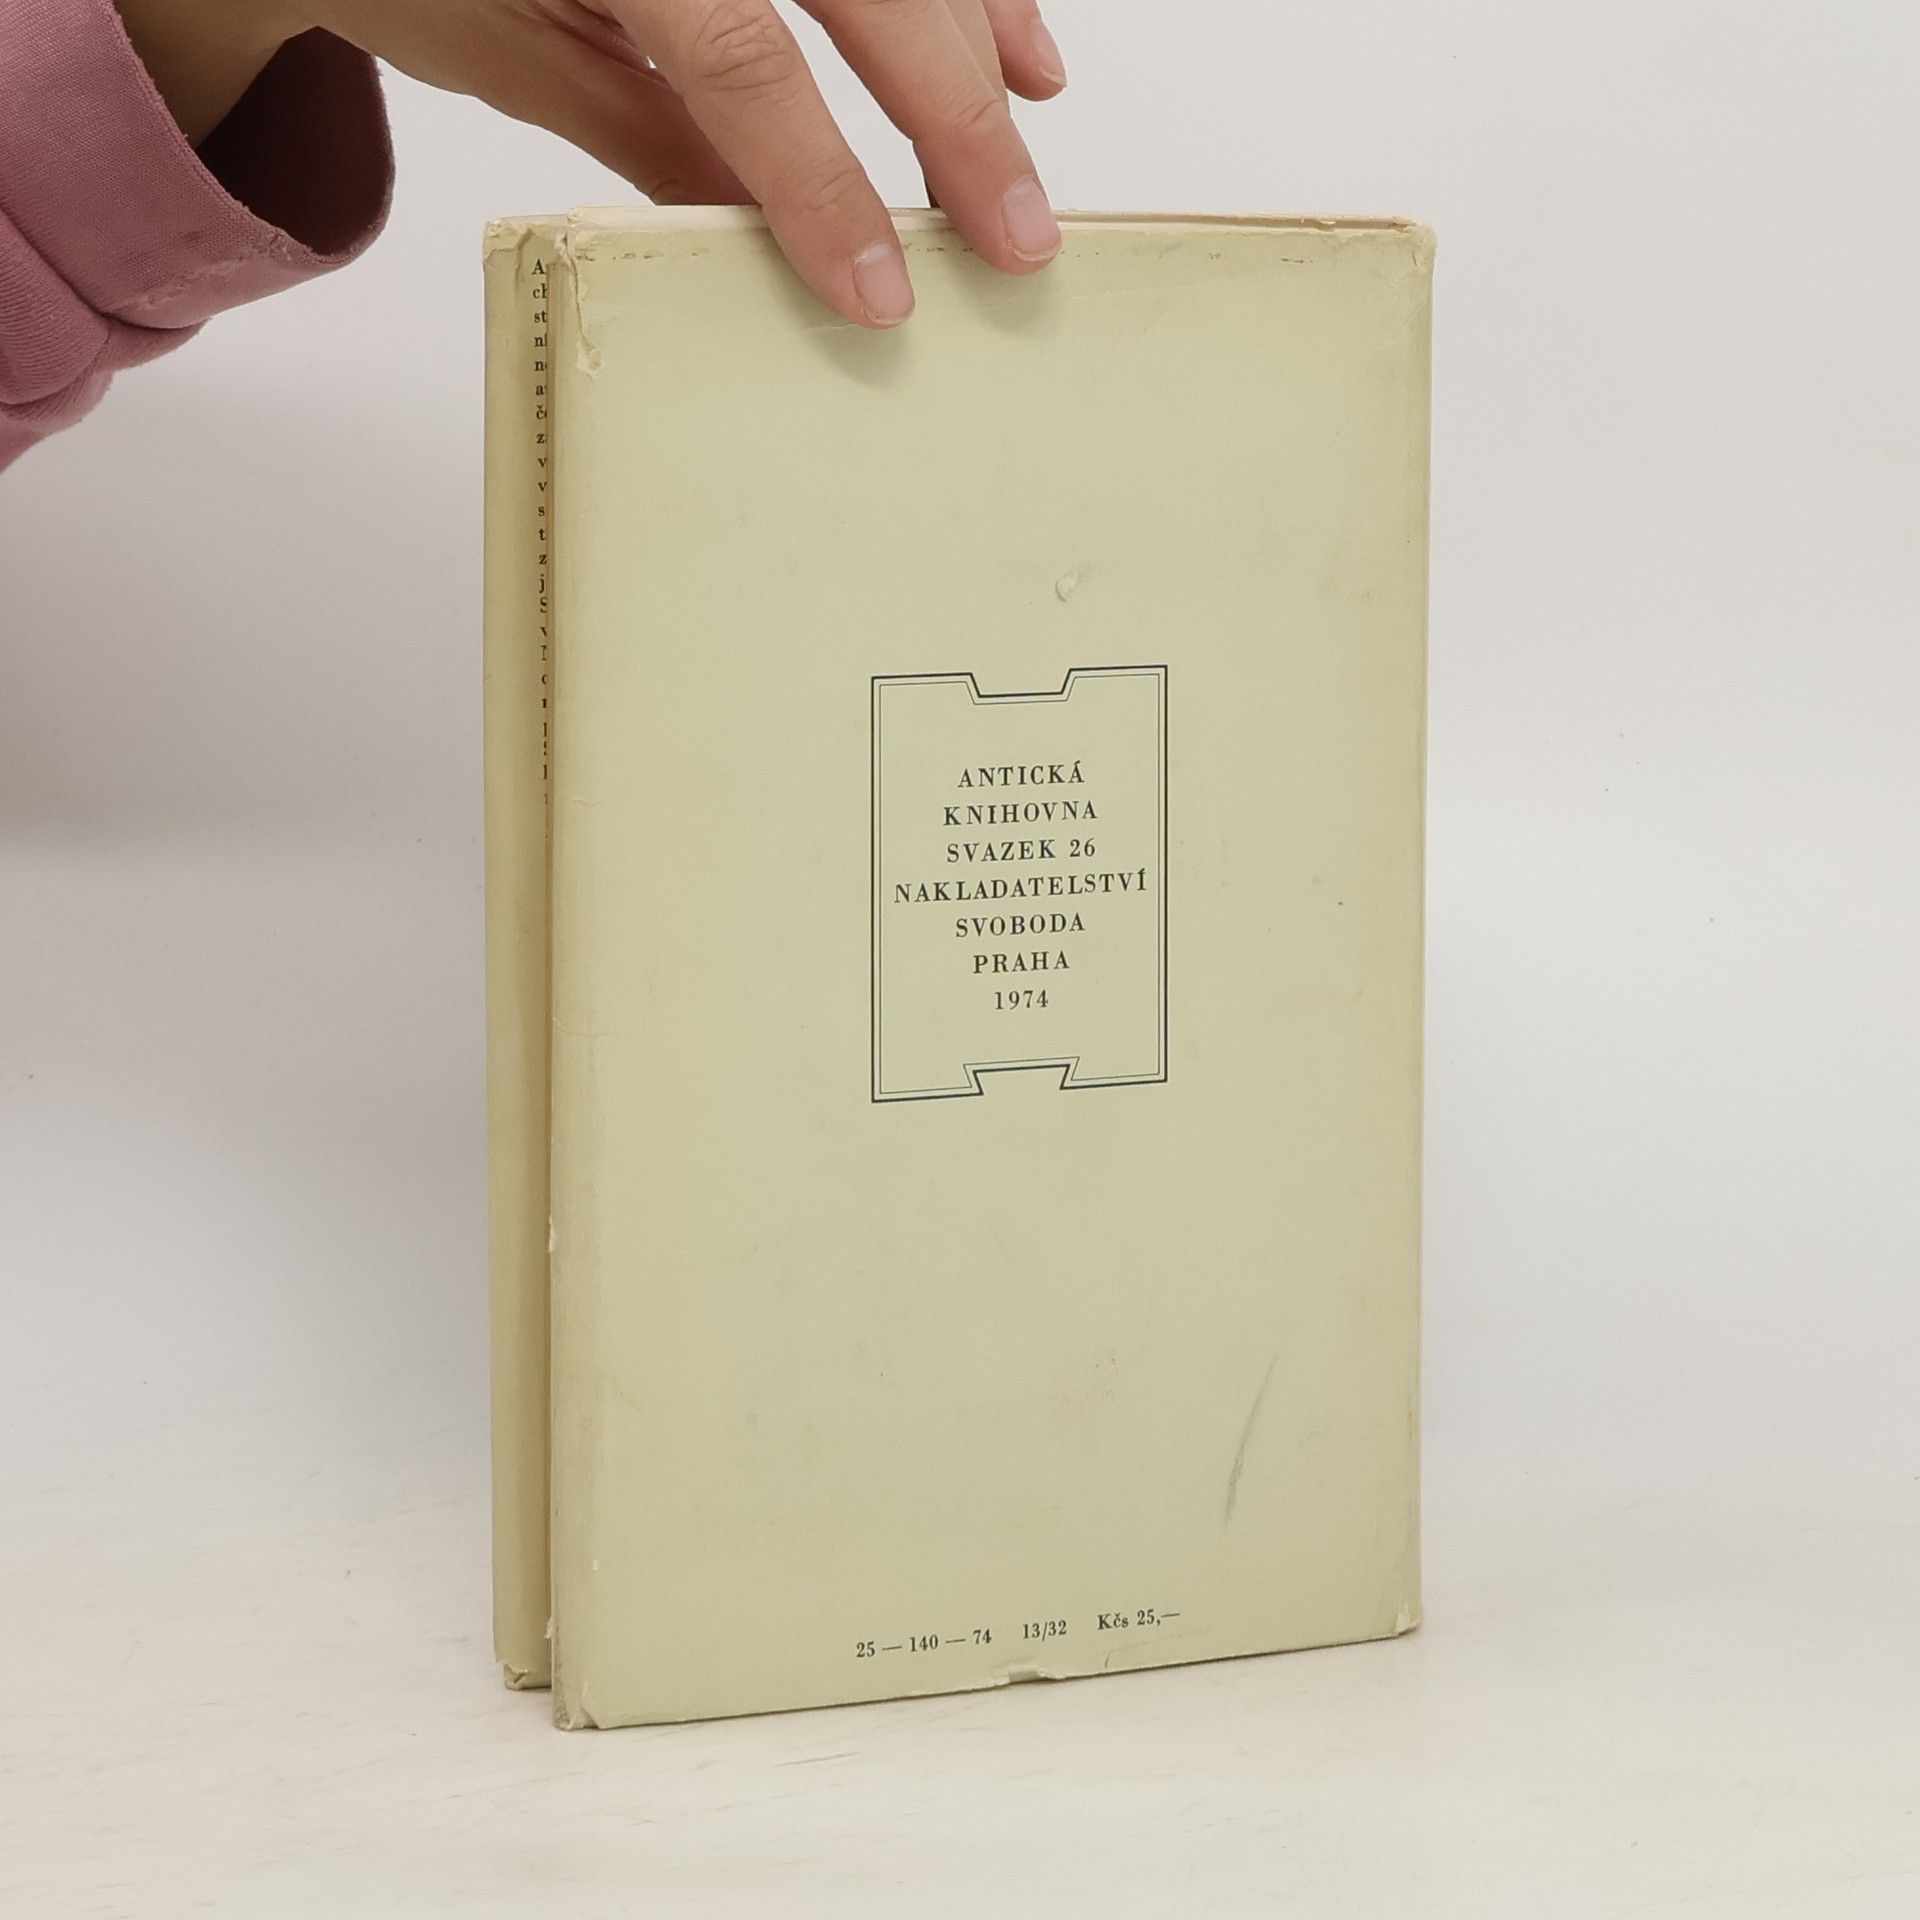 ANTICKÁ
KNIHOVNA
SVAZEK 26
NAKLADATELSTVÍ
SVOBODA
PRAHA
1974
25 — 140 — 74 13/32 Kčs 25,—